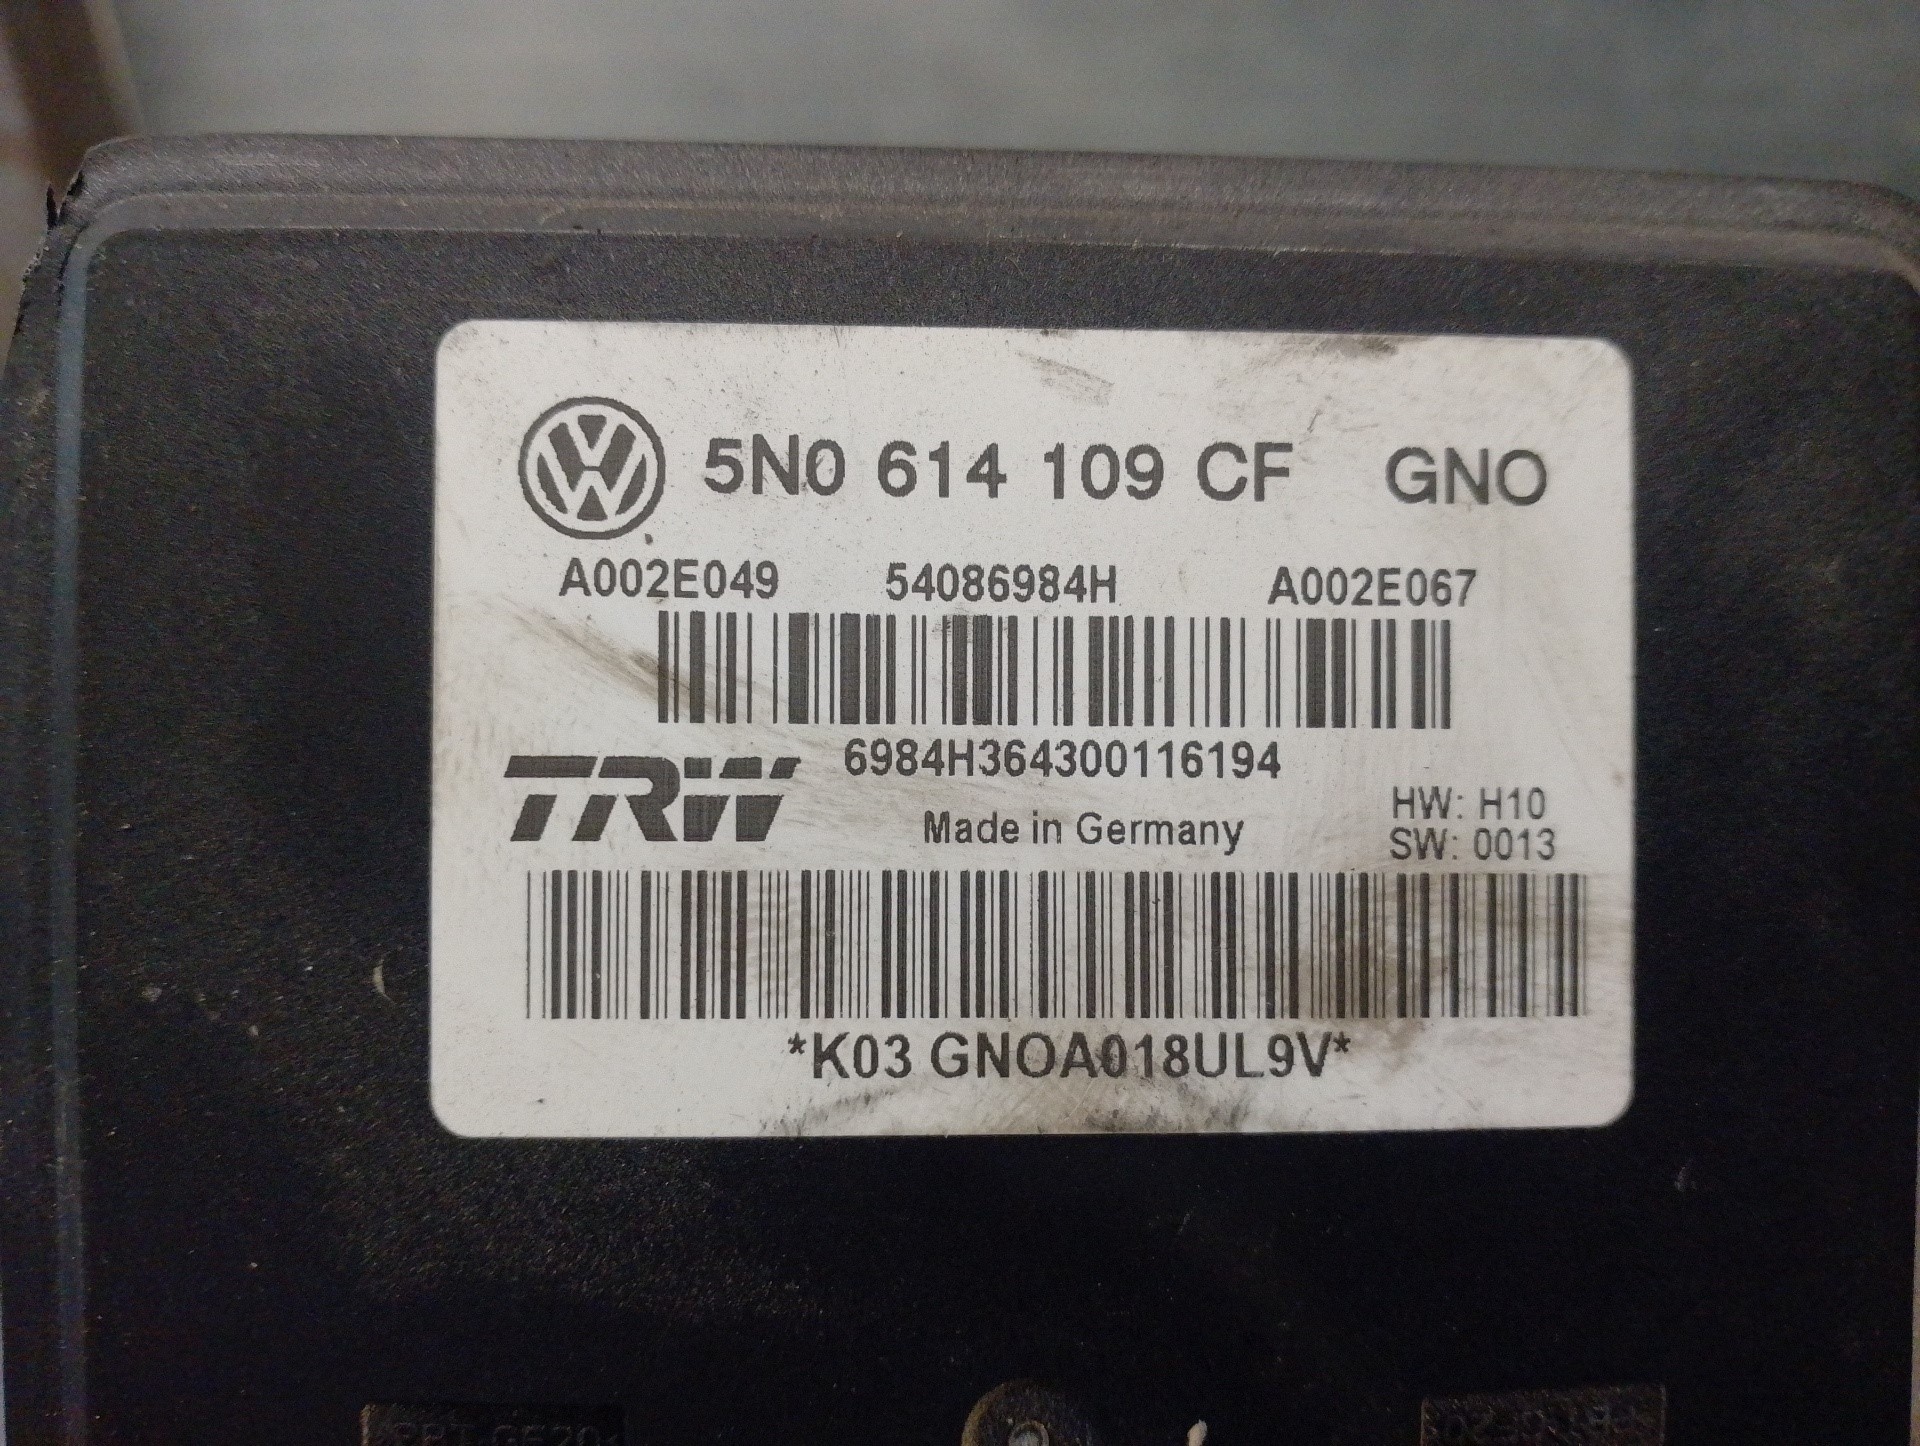 5N0 614 109 CF GNO
A002E049 54086984H A002E067
6984H364300116194
TRW
Made in Germany
HW: H10
SW: 0013
*K03 GNOA018UL9V*